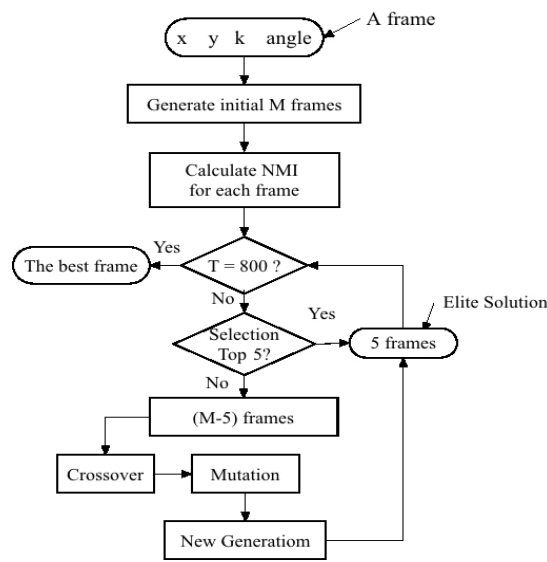 A frame
x y k angle
Generate initial M frames
Calculate NMI
for each frame
Yes
The best frame
T = 800 ?
No
Elite Solution
Yes
Selection
Top 5?
5 frames
No
(M-5) frames
Crossover
Mutation
New Generatiom